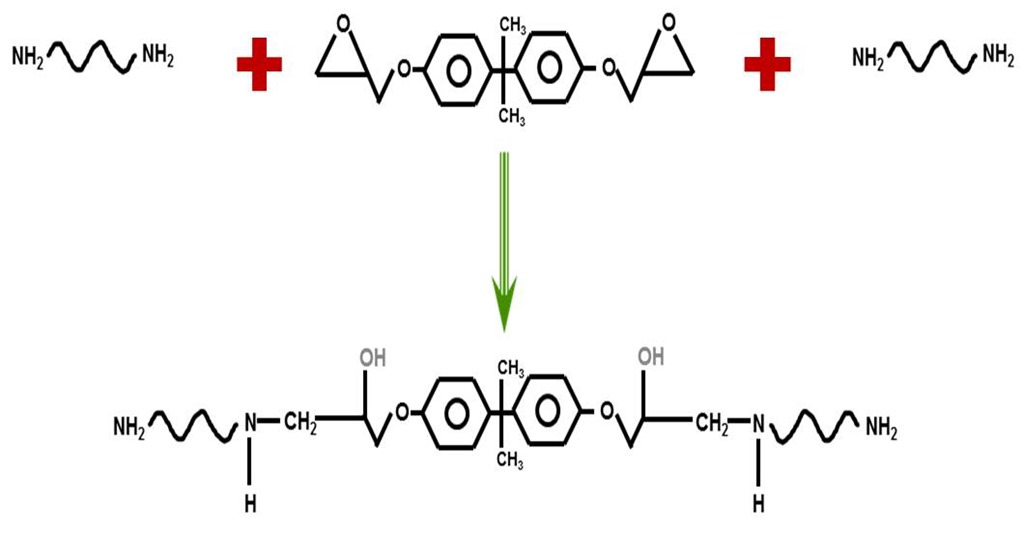 CH₃
O O
NH₂ NH₂ NH₂ NH₂
O O
CH₃
OH OH
CH₃
O O
NH₂ N CH₂ CH₂ N NH₂
CH₃
H H